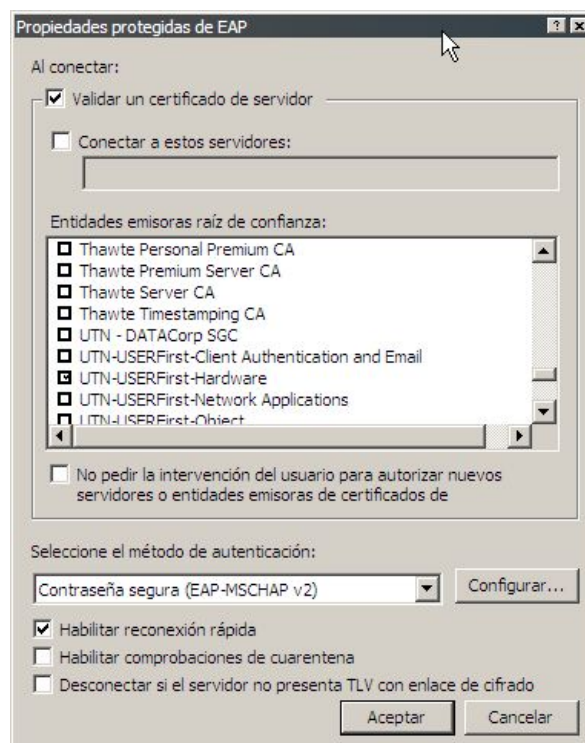 Propiedades protegidas de EAP
Al conectar:
Validar un certificado de servidor
Conectar a estos servidores:
Entidades emisoras raíz de confianza:
Thawte Personal Premium CA
Thawte Premium Server CA
Thawte Server CA
Thawte Timestamping CA
UTN - DATACorp SGC
UTN-USERFirst-Client Authentication and Email
UTN-USERFirst-Hardware
UTN-USERFirst-Network Applications
UTN-USERFirst-Object
No pedir la intervención del usuario para autorizar nuevos
servidores o entidades emisoras de certificados de
Seleccione el método de autenticación:
Contraseña segura (EAP-MSCHAP v2)
Configurar...
Habilitar reconexión rápida
Habilitar comprobaciones de cuarentena
Desconectar si el servidor no presenta TLV con enlace de cifrado
Aceptar
Cancelar